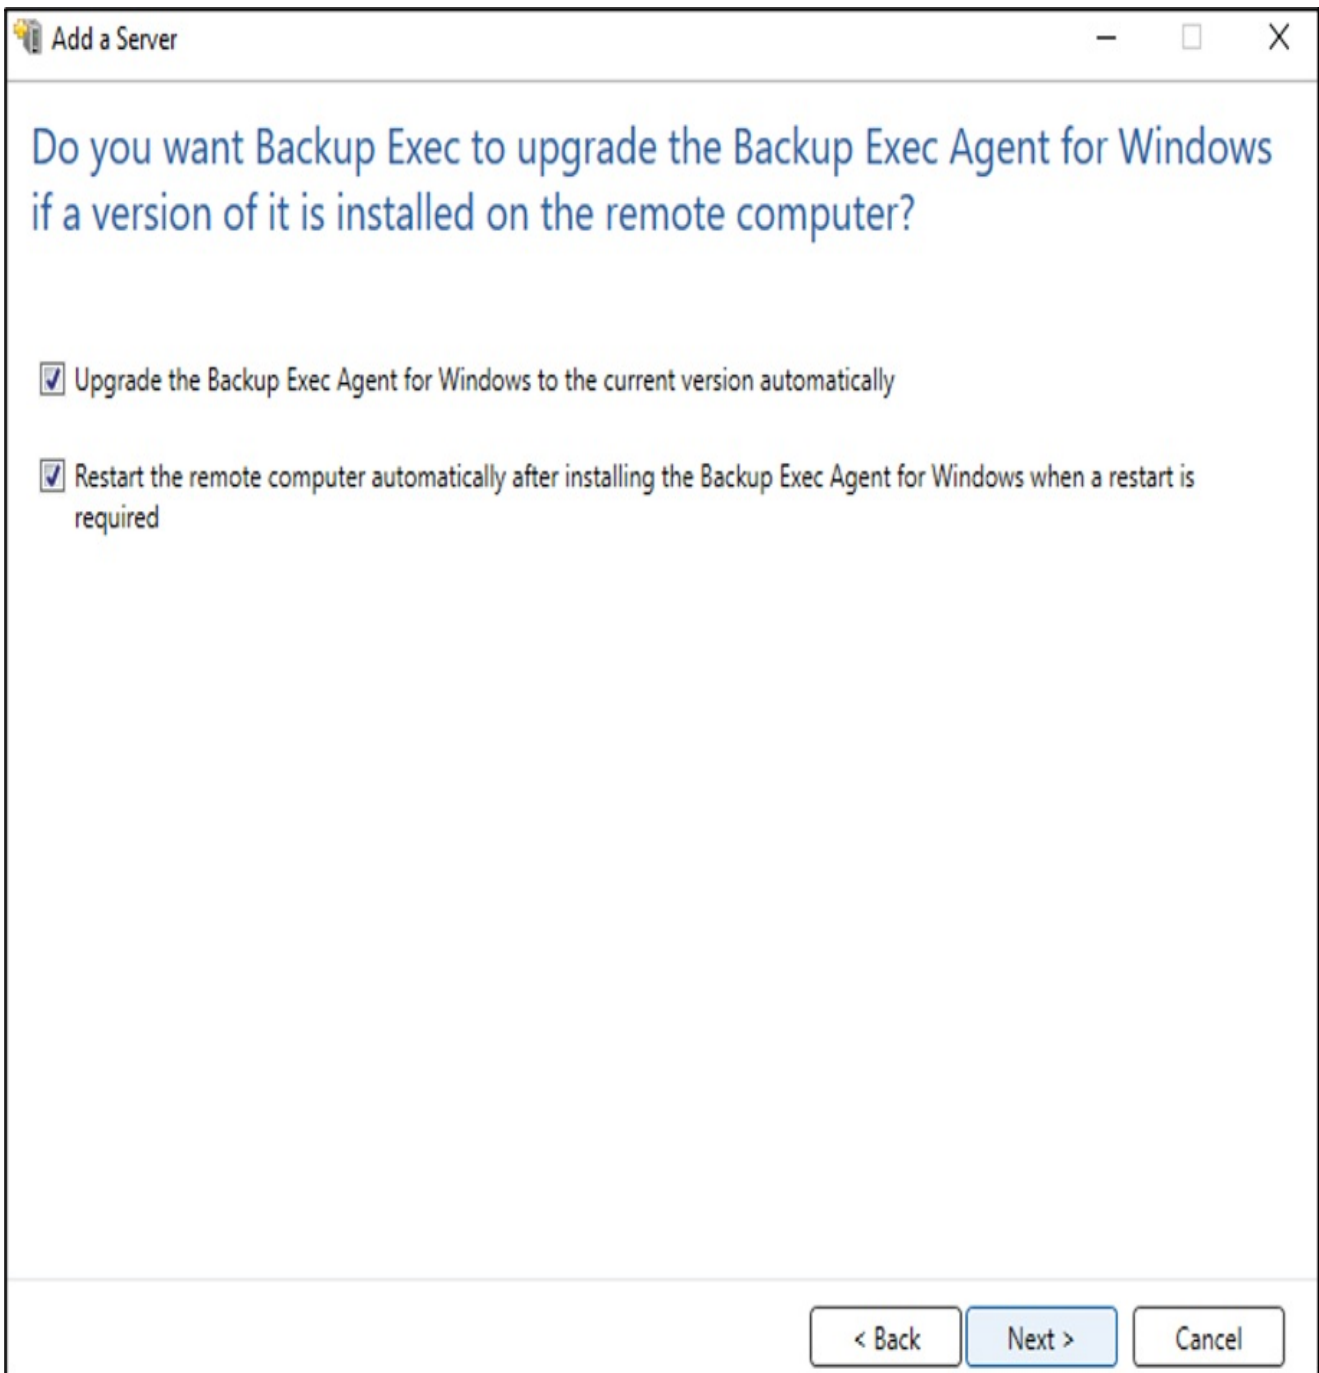 Add a Server
Do you want Backup Exec to upgrade the Backup Exec Agent for Windows
if a version of it is installed on the remote computer?
Upgrade the Backup Exec Agent for Windows to the current version automatically
Restart the remote computer automatically after installing the Backup Exec Agent for Windows when a restart is
required
< Back
Next >
Cancel